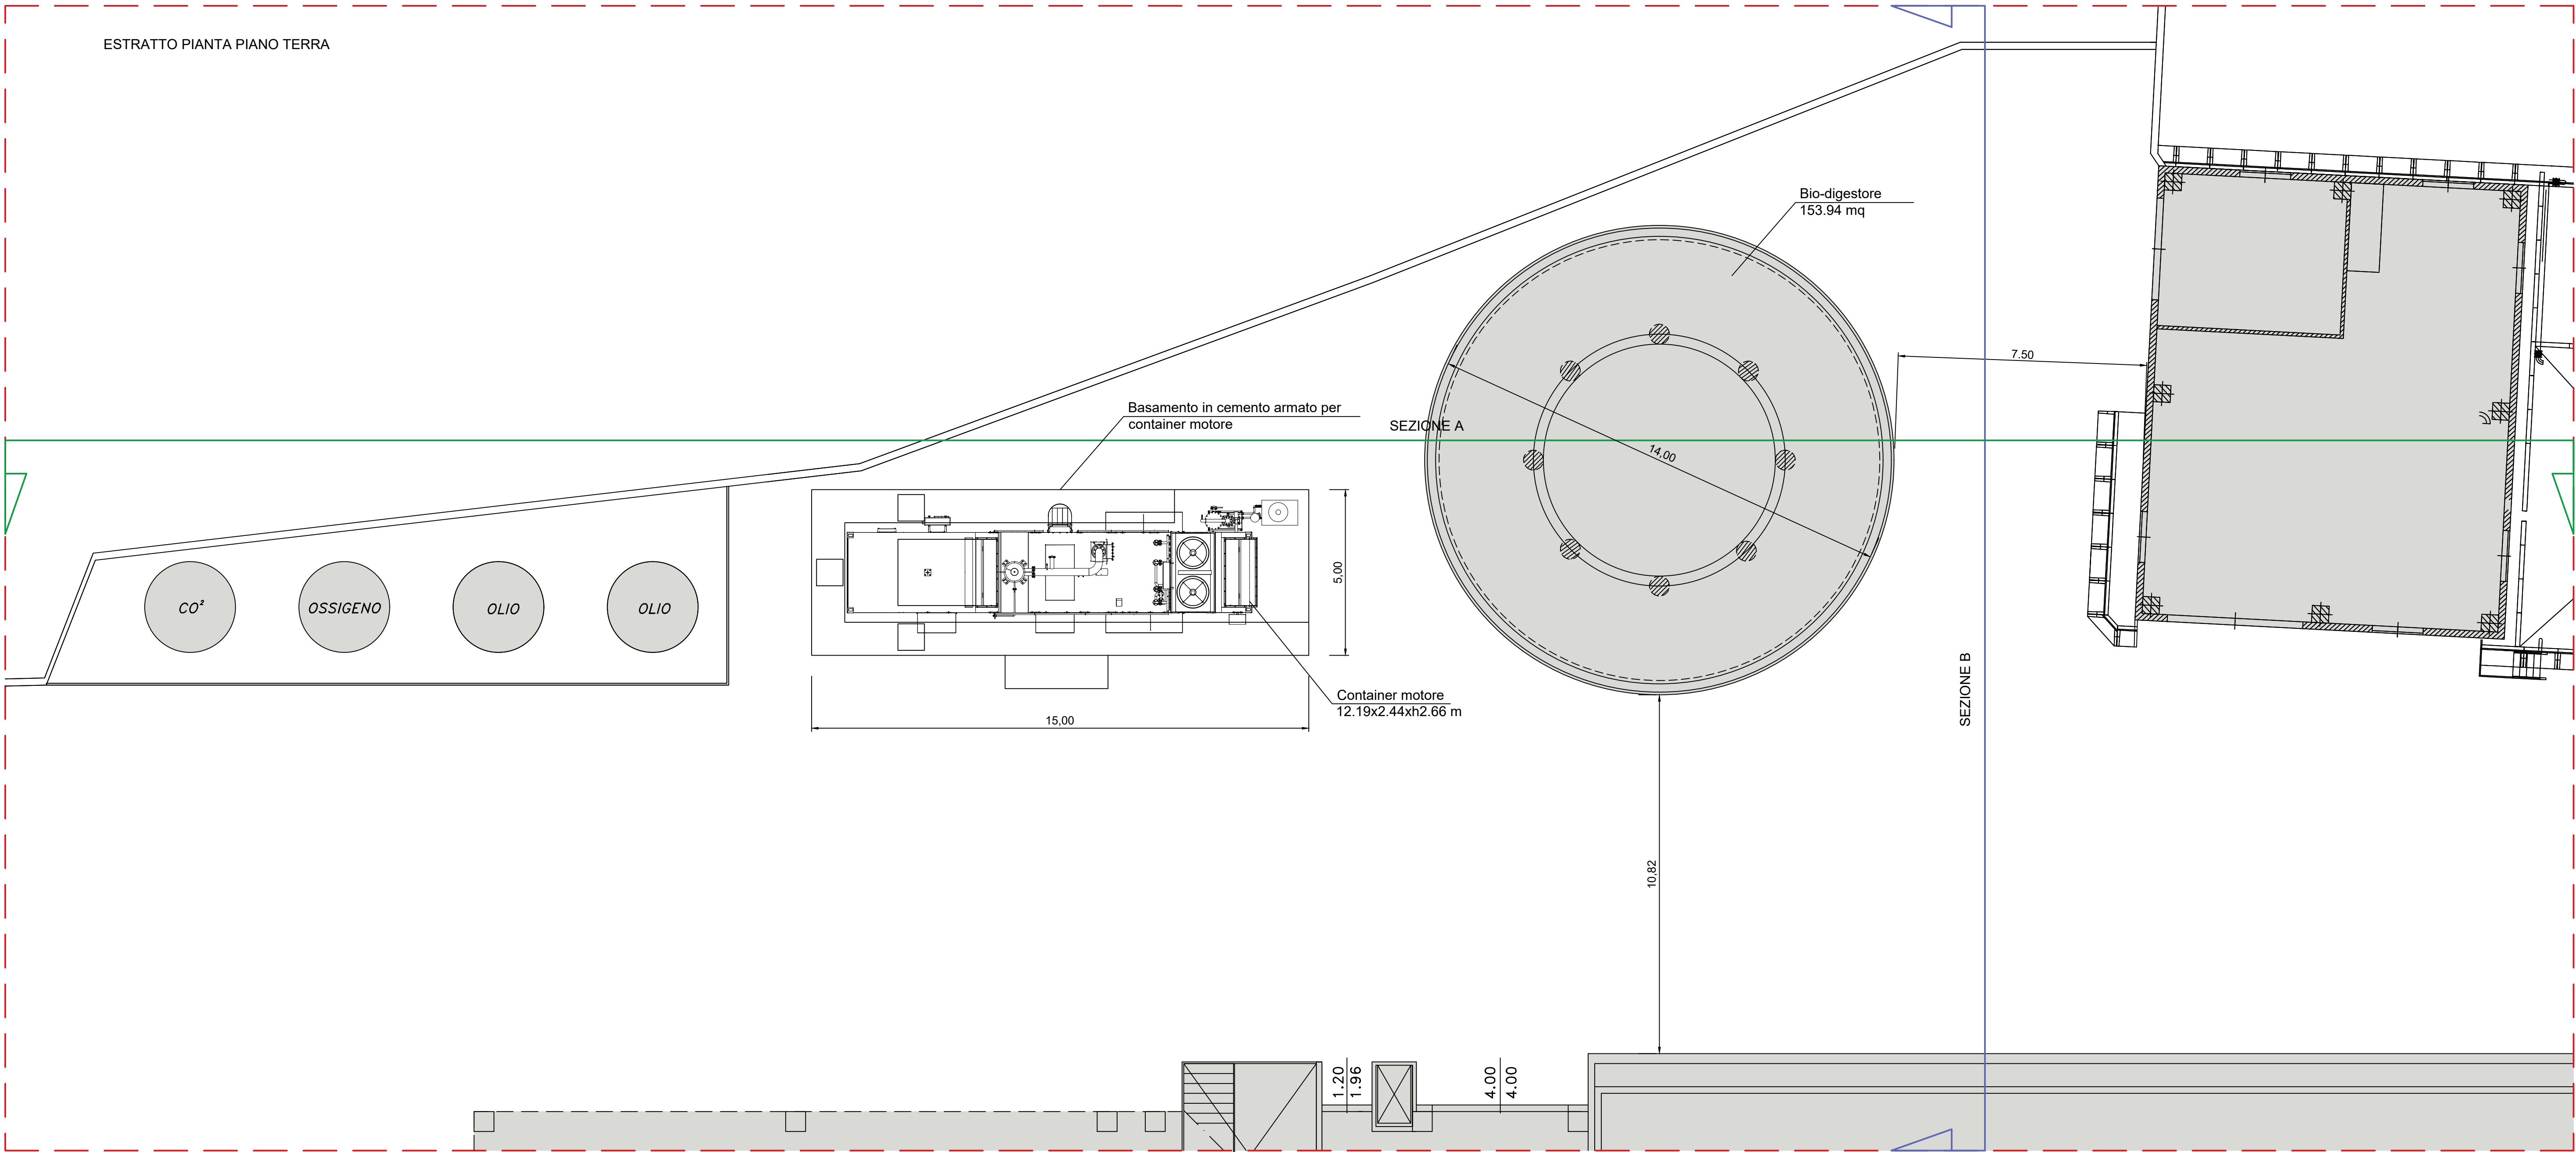 ESTRATTO PIANTA PIANO TERRA
Bio-digestore
153.94 mq
7.50
Basamento in cemento armato per
container motore
SEZIONE A
14,00
5,00
CO²
OSSIGENO
OLIO
OLIO
SEZIONE B
Container motore
12.19x2.44xh2.66 m
15,00
10,82
1.20
1.96
4.00
4.00